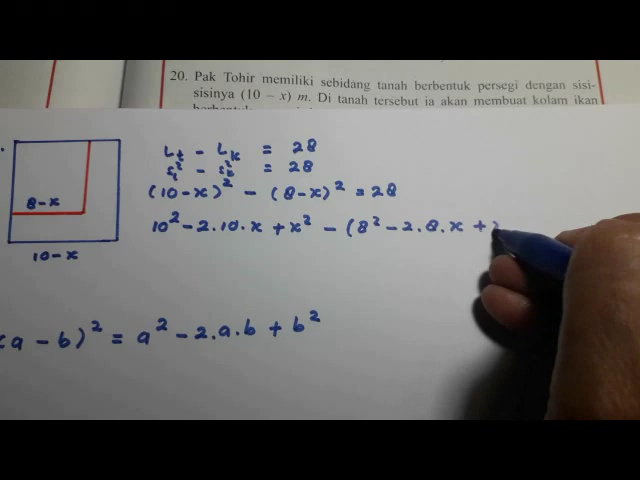 20. Pak Tohir memiliki sebidang tanah berbentuk persegi dengan sisi-
sisinya (10 – x) m. Di tanah tersebut ia akan membuat kolam ikan
8-x
10-x
Lt - Lk = 28
St² - Sk² = 28
(10-x)² - (8-x)² = 28
10² - 2.10.x + x² - (8² - 2.8.x +
(a - b)² = a² - 2.a.b + b²